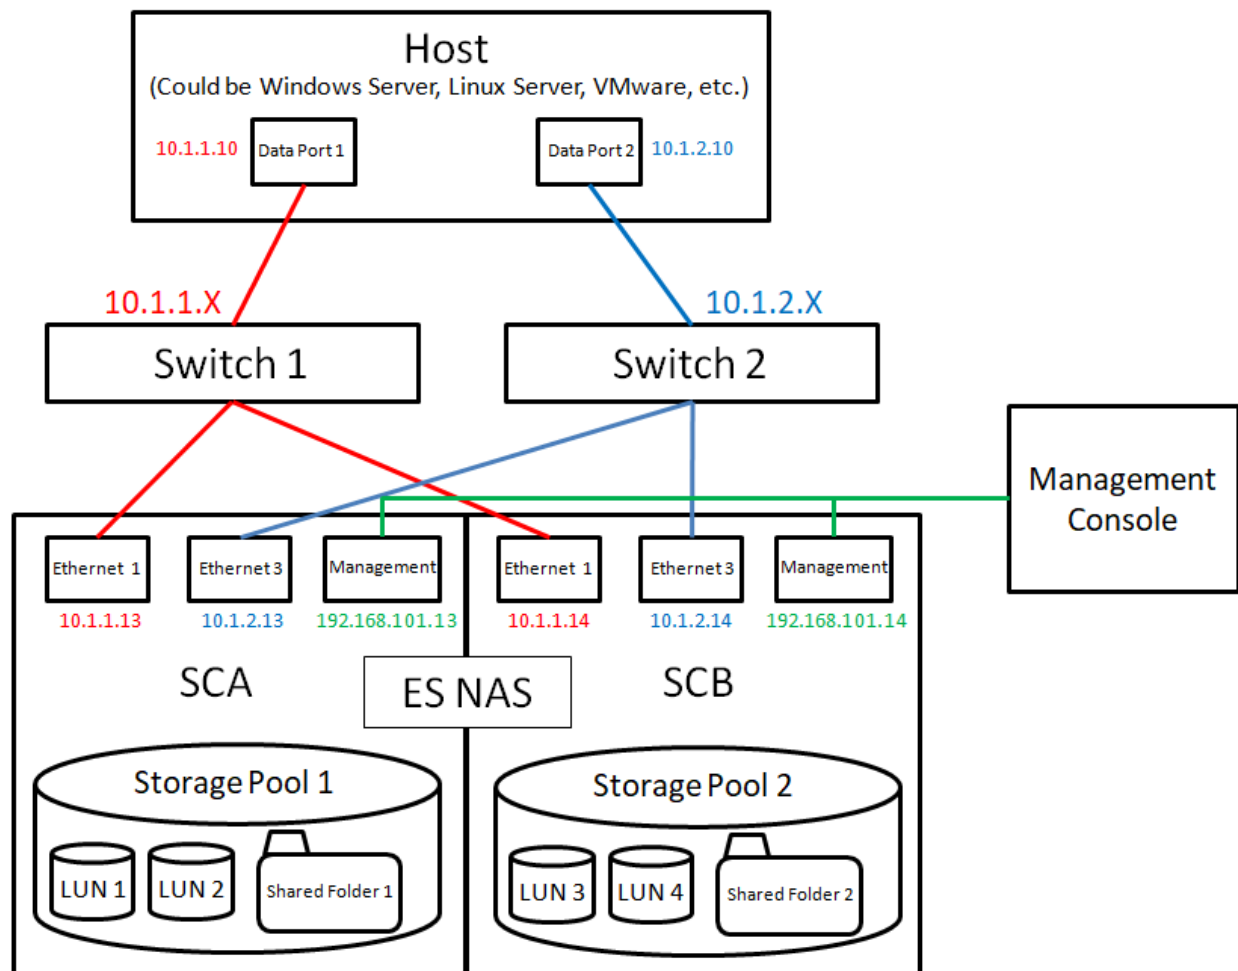 Host
(Could be Windows Server, Linux Server, VMware, etc.)
10.1.1.10
Data Port 1
Data Port 2
10.1.2.10
10.1.1.X
10.1.2.X
Switch 1
Switch 2
Management
Console
Ethernet 1
Ethernet 3
Management
Ethernet 1
Ethernet 3
Management
10.1.1.13
10.1.2.13
192.168.101.13
10.1.1.14
10.1.2.14
192.168.101.14
SCA
ES NAS
SCB
Storage Pool 1
Storage Pool 2
LUN 1
LUN 2
Shared Folder 1
LUN 3
LUN 4
Shared Folder 2